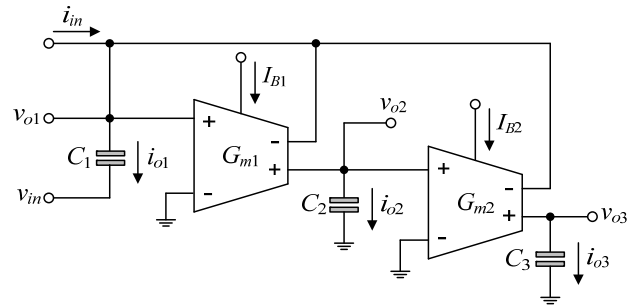 i_in
v_o1
C_1
i_o1
v_in
+
-
G_m1
-
+
I_B1
v_o2
C_2
i_o2
+
-
G_m2
-
+
I_B2
v_o3
C_3
i_o3